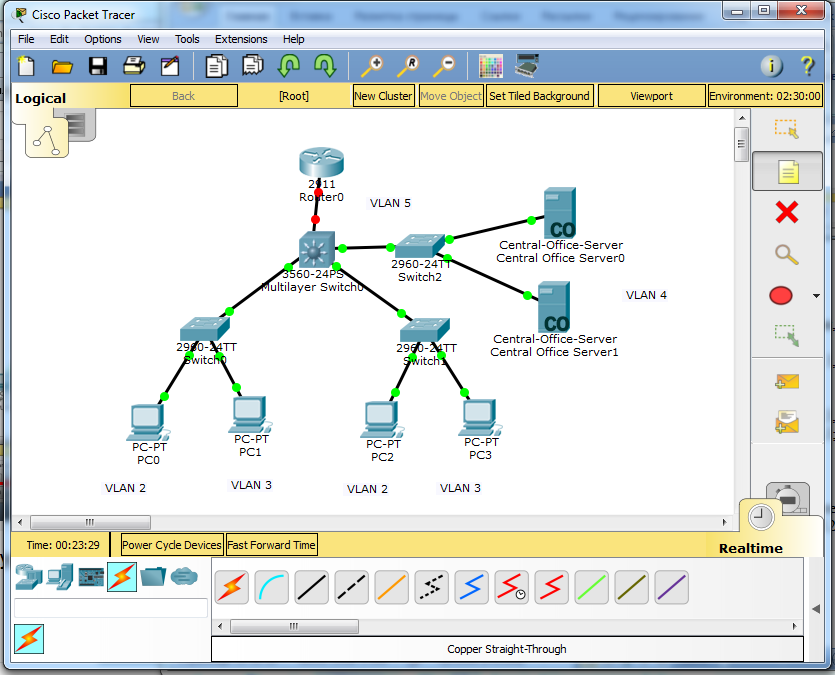 Cisco Packet Tracer
File Edit Options View Tools Extensions Help
Logical
Back
[Root]
New Cluster
Move Object
Set Tiled Background
Viewport
Environment: 02:30:00
2911
Router0
VLAN 5
3560-24PS
Multilayer Switch0
2960-24TT
Switch2
Central-Office-Server
Central Office Server0
VLAN 4
Central-Office-Server
Central Office Server1
2960-24TT
Switch0
2960-24TT
Switch1
PC-PT
PC0
PC-PT
PC1
PC-PT
PC2
PC-PT
PC3
VLAN 2
VLAN 3
VLAN 2
VLAN 3
Time: 00:23:29
Power Cycle Devices
Fast Forward Time
Realtime
Copper Straight-Through